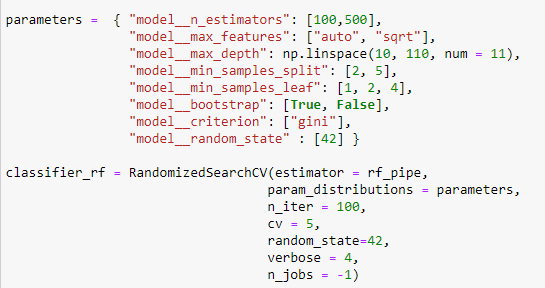 parameters =  { "model__n_estimators": [100,500],
"model__max_features": ["auto", "sqrt"],
"model__max_depth": np.linspace(10, 110, num = 11),
"model__min_samples_split": [2, 5],
"model__min_samples_leaf": [1, 2, 4],
"model__bootstrap": [True, False],
"model__criterion": ["gini"],
"model__random_state" : [42] }
classifier_rf = RandomizedSearchCV(estimator = rf_pipe,
param_distributions = parameters,
n_iter = 100,
cv = 5,
random_state=42,
verbose = 4,
n_jobs = -1)